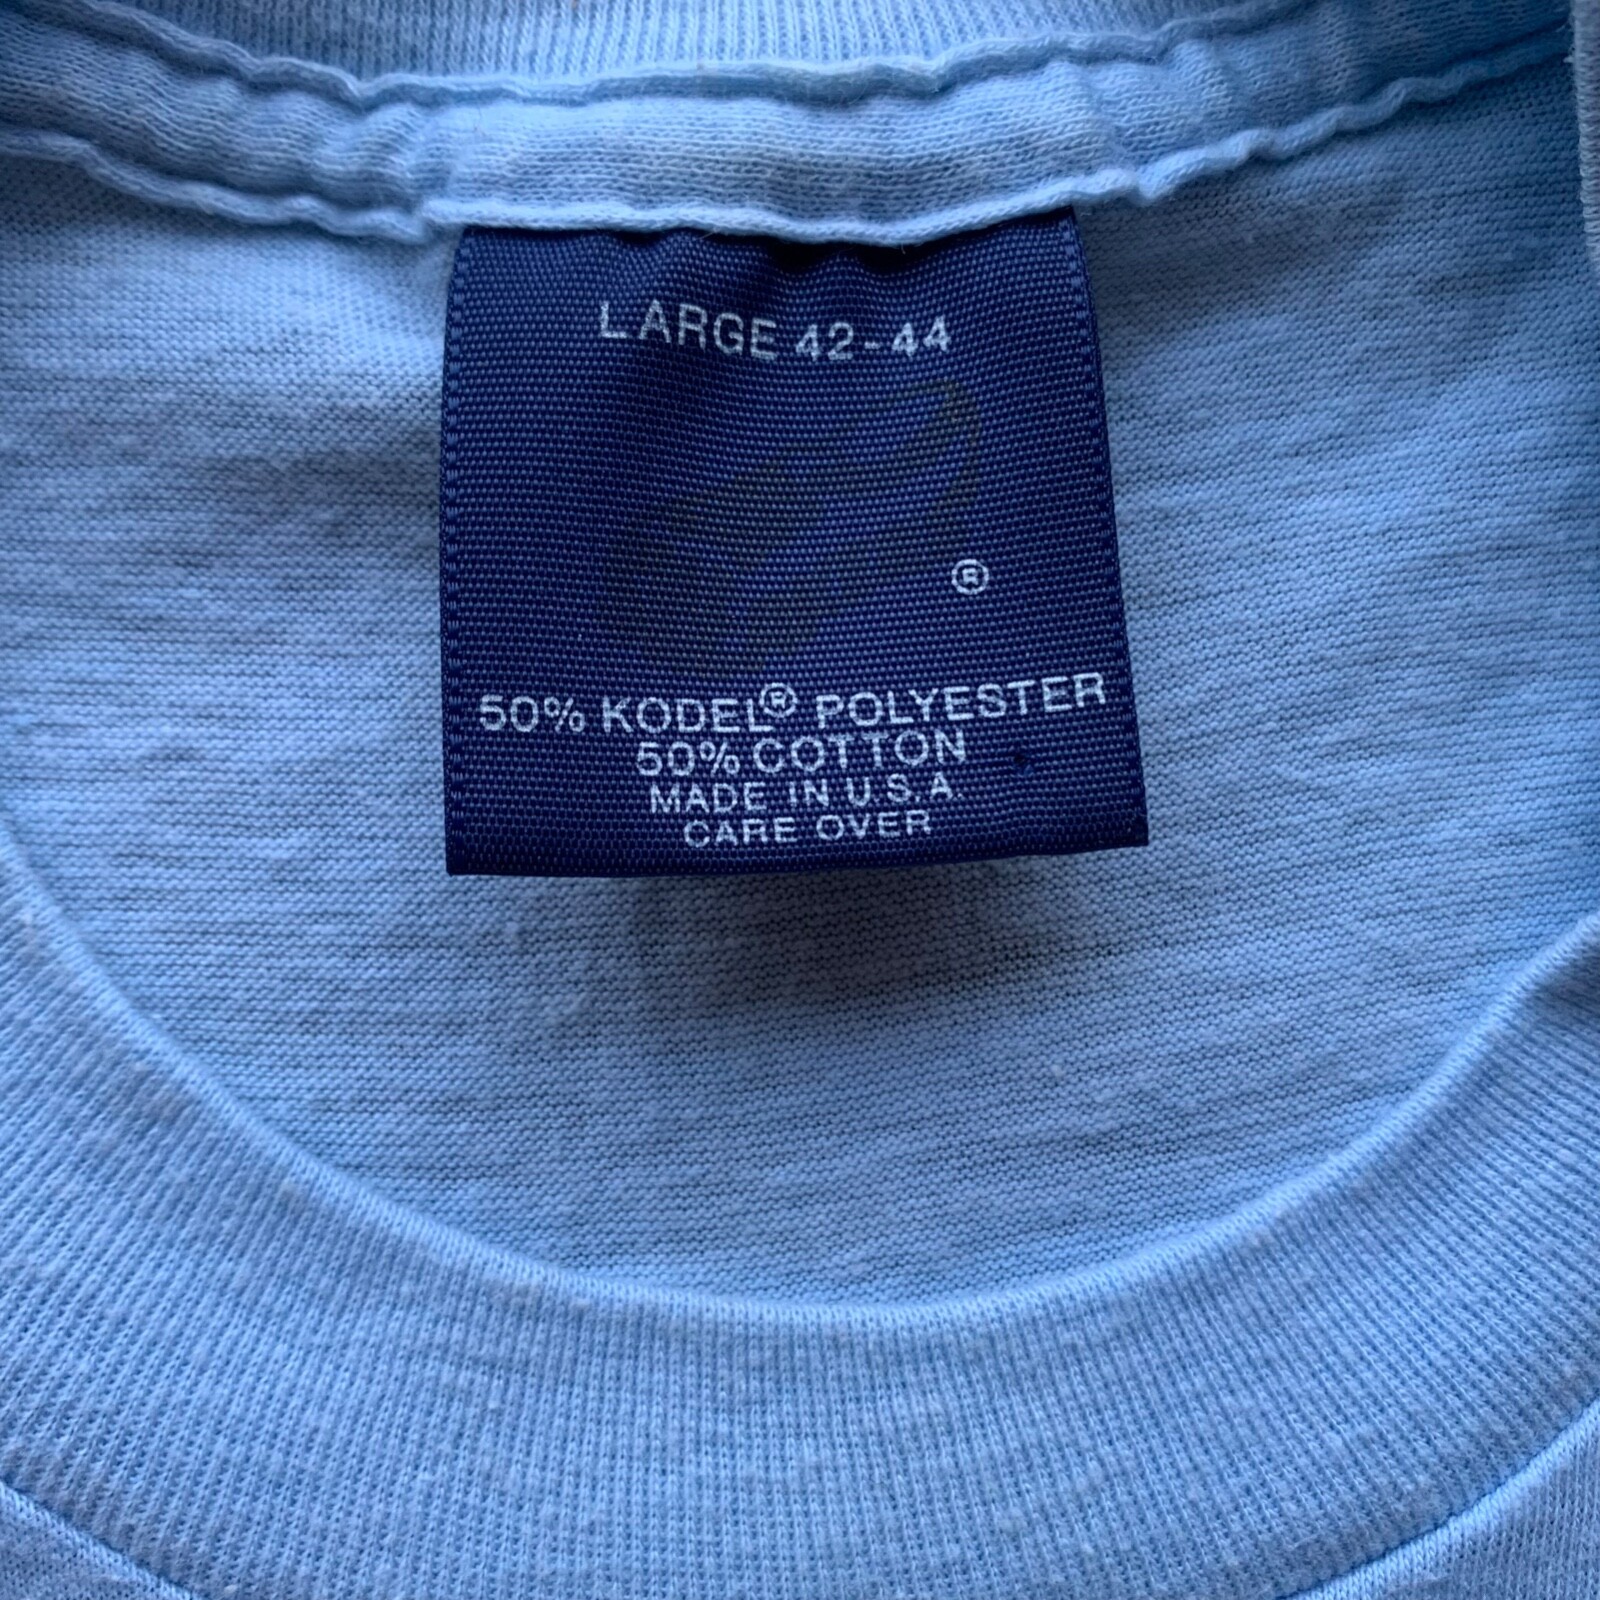 LARGE 42-44
®
50% KODEL® POLYESTER
50% COTTON
MADE IN U.S.A.
CARE OVER